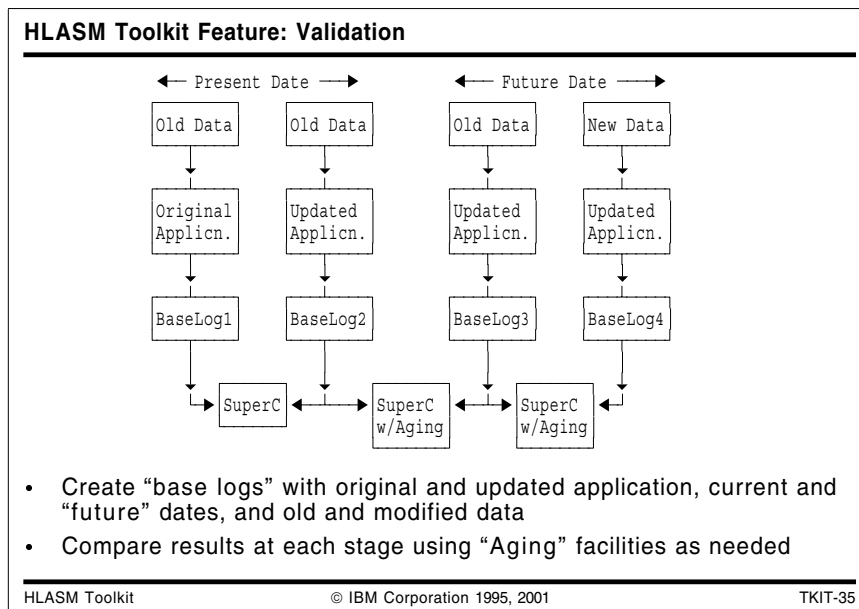 HLASM Toolkit Feature: Validation
Present Date Future Date
Old Data Old Data Old Data New Data
Original Updated Updated Updated
Applicn. Applicn. Applicn. Applicn.
BaseLog1 BaseLog2 BaseLog3 BaseLog4
SuperC SuperC SuperC
w/Aging w/Aging
• Create “base logs” with original and updated application, current and
“future” dates, and old and modified data
• Compare results at each stage using “Aging” facilities as needed
HLASM Toolkit © IBM Corporation 1995, 2001 TKIT-35